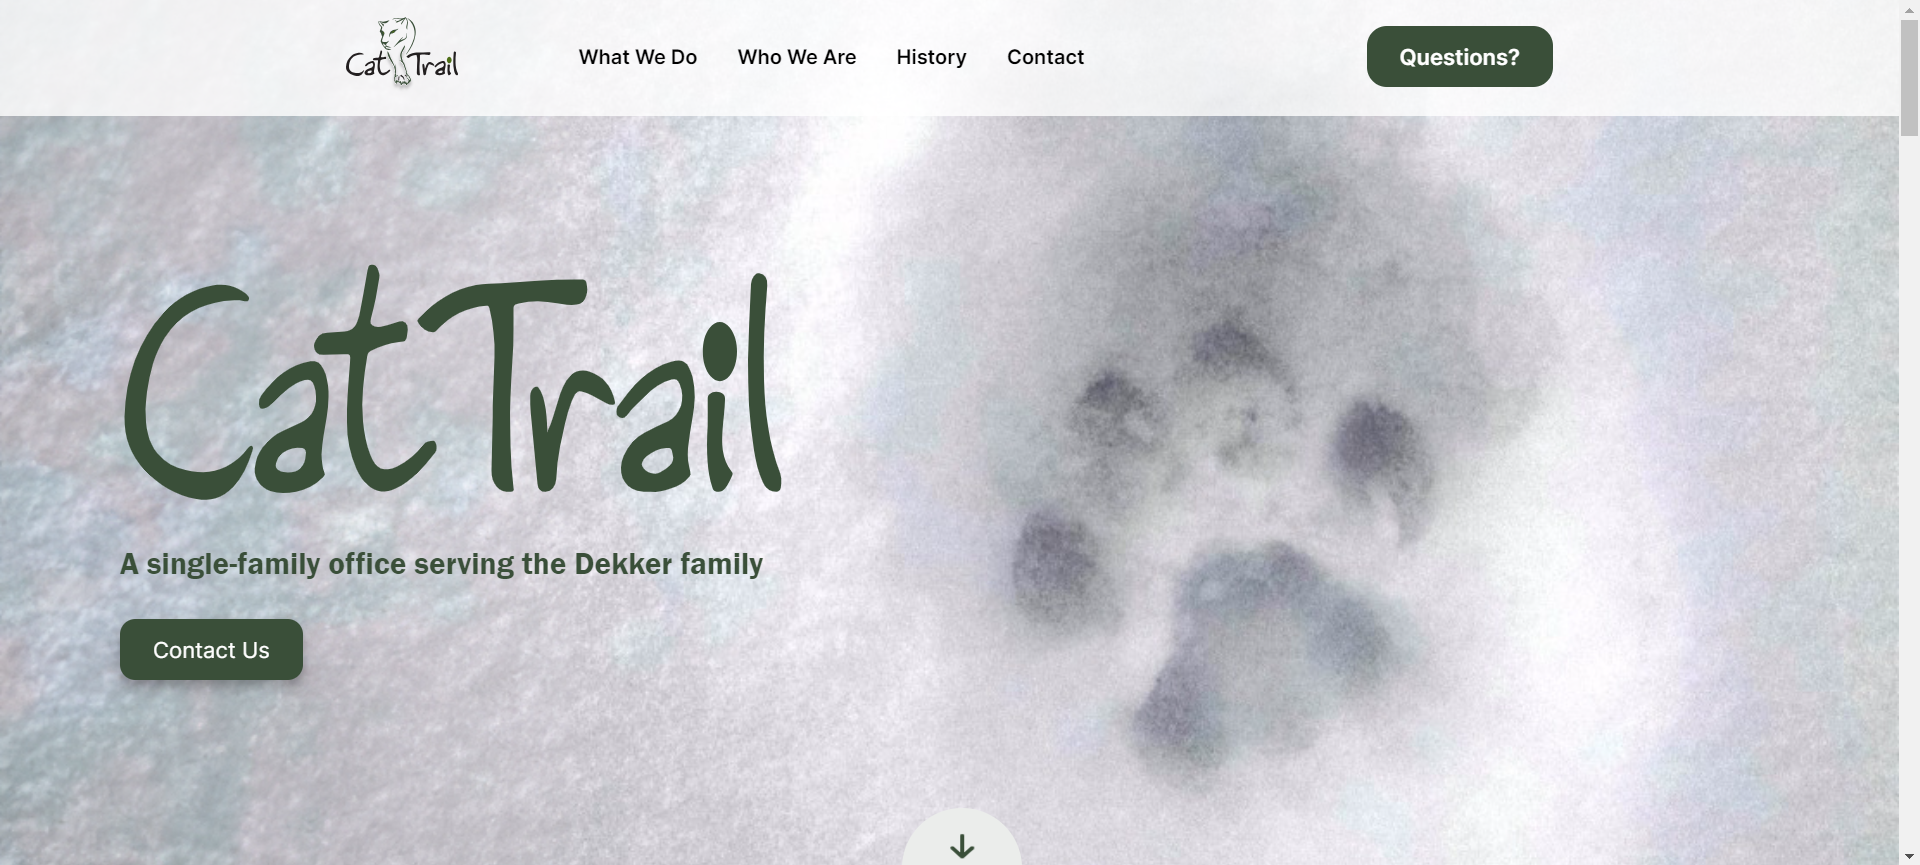 Cat Trail
What We Do
Who We Are
History
Contact
Questions?
CatTrail
A single-family office serving the Dekker family
Contact Us